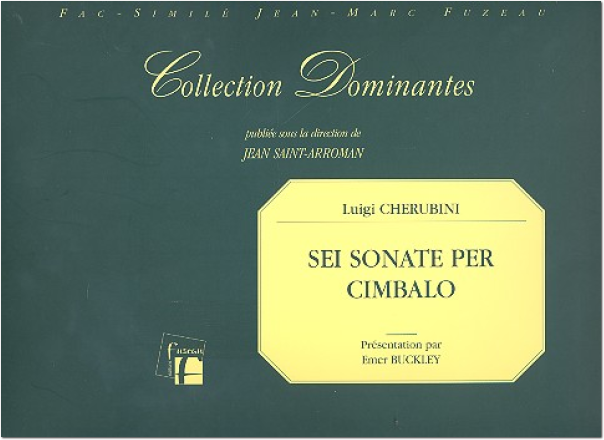 FAC-SIMILÉ JEAN-MARC FUZEAU
Collection Dominantes
publiée sous la direction de
JEAN SAINT-ARROMAN
Luigi CHERUBINI
SEI SONATE PER
CIMBALO
Présentation par
Emer BUCKLEY
fuzeau